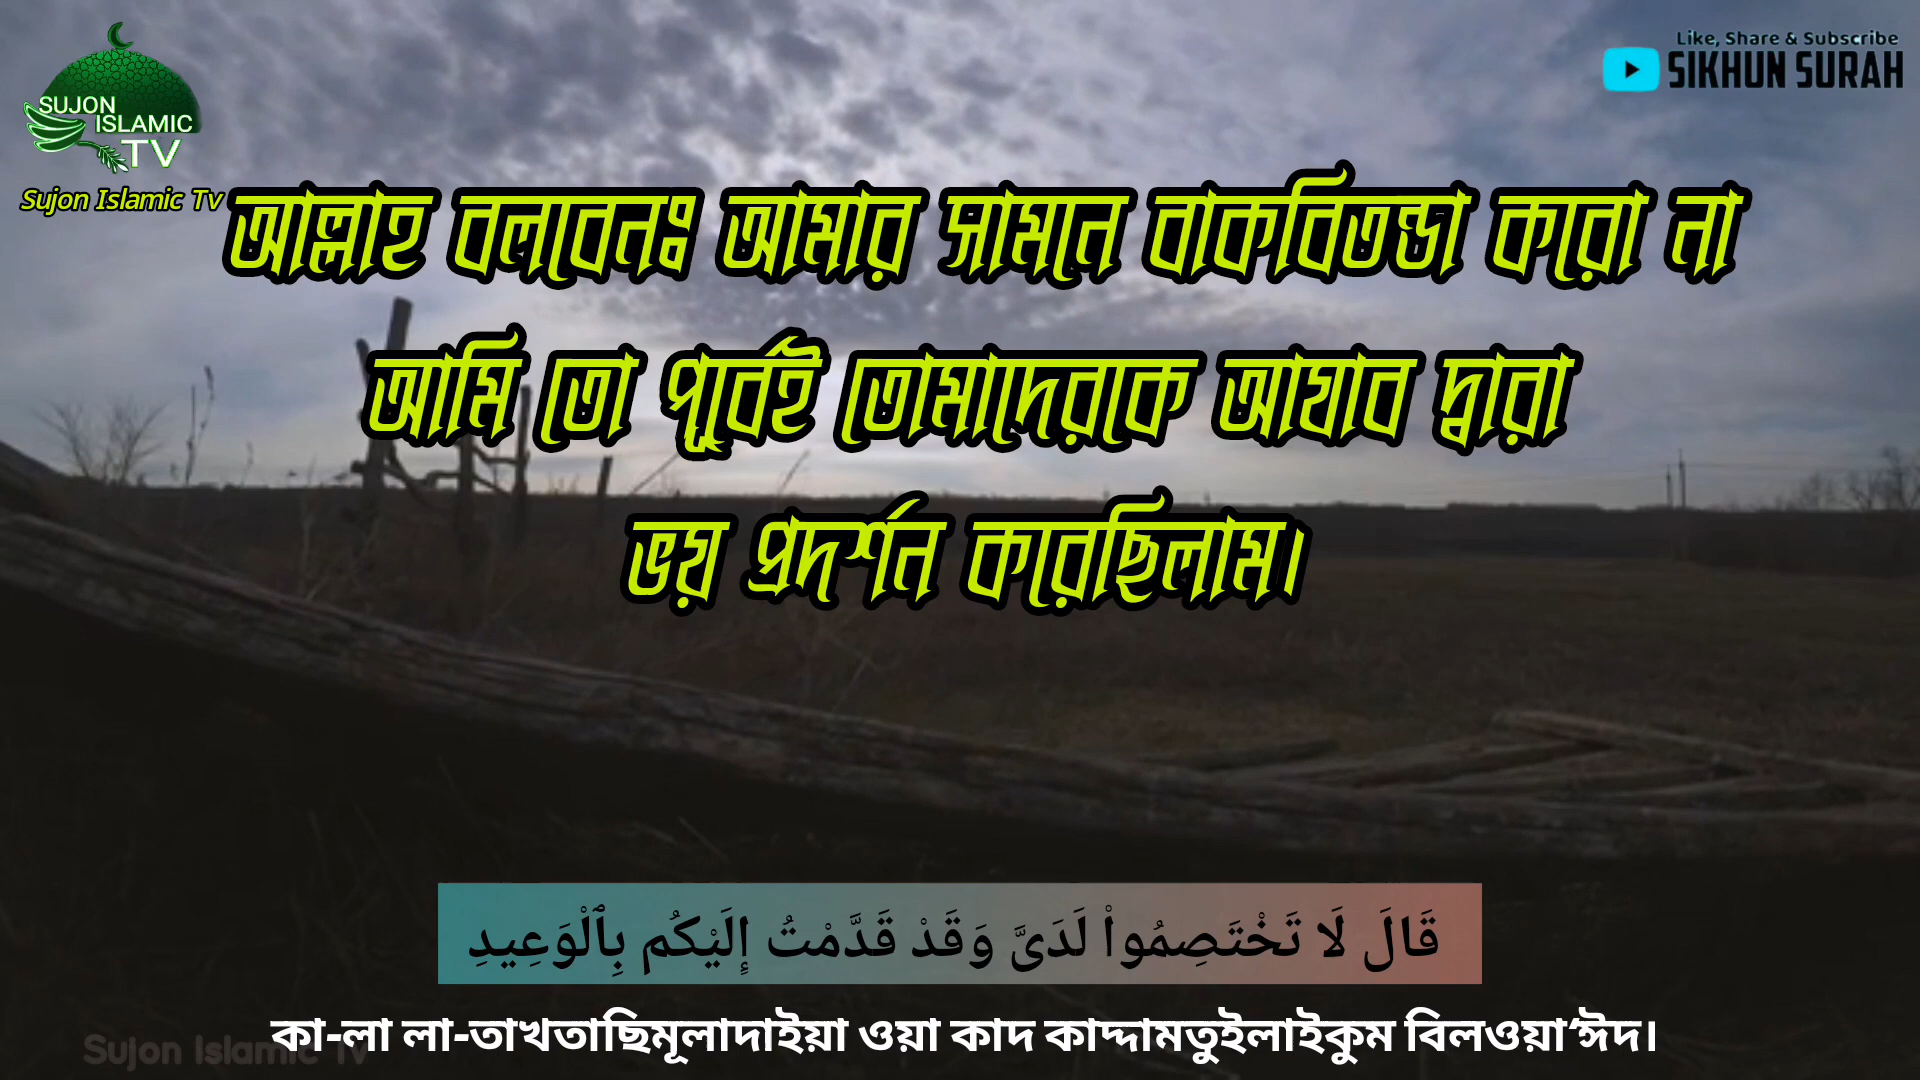 SUJON
ISLAMIC
TV
Sujon Islamic Tv
Like, Share & Subscribe
SIKHUN SURAH
আল্লাহ বলবেনঃ আমার সামনে বাকবিতন্ডা করো না
আমি তো পূর্বেই তোমাদেরকে আযাব দ্বারা
ভয় প্রদর্শন করেছিলাম।
قَالَ لَا تَخْتَصِمُوا۟ لَدَىَّ وَقَدْ قَدَّمْتُ إِلَيْكُم بِٱلْوَعِيدِ
কা-লা লা-তাখতাছিমূলাদাইয়া ওয়া কাদ কাদ্দামতুইলাইকুম বিলওয়া‘ঈদ।
Sujon Islamic Tv